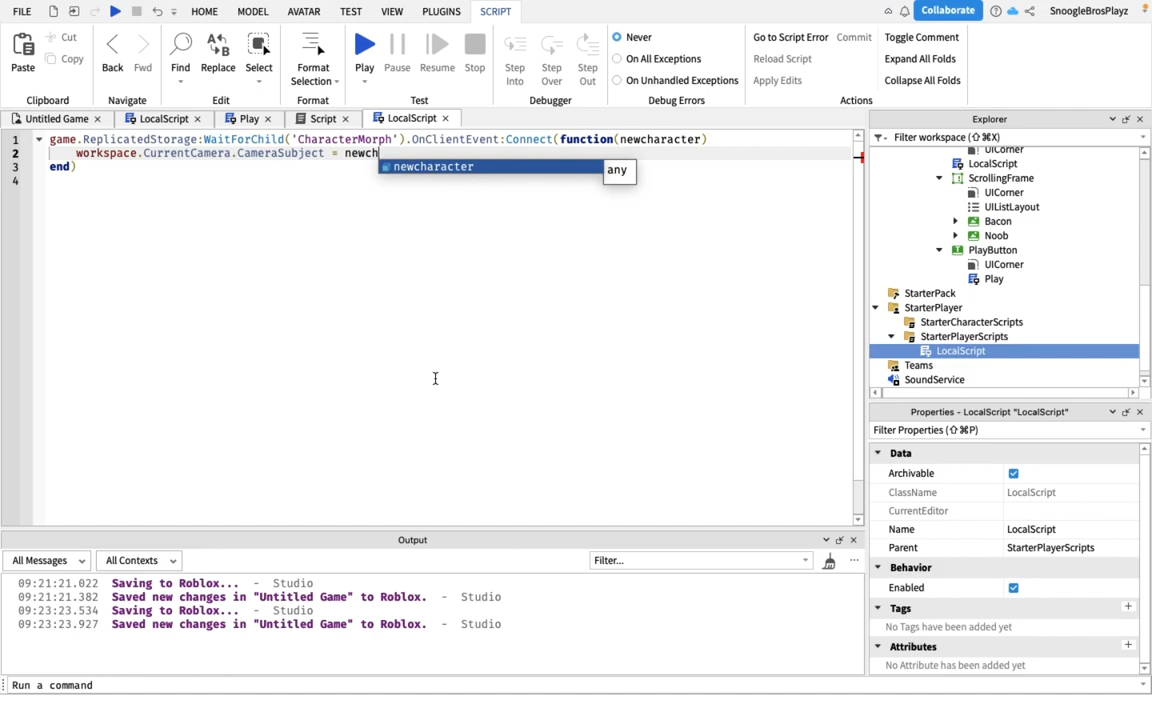 FILE HOME MODEL AVATAR TEST VIEW PLUGINS SCRIPT Collaborate SnoogleBrosPlayz
Paste Cut Copy Back Fwd Find Replace Select Format Selection Play Pause Resume Stop Step Into Step Over Step Out
Never
On All Exceptions
On Unhandled Exceptions
Go to Script Error Commit Toggle Comment
Reload Script Expand All Folds
Apply Edits Collapse All Folds
Clipboard Navigate Edit Format Test Debugger Debug Errors Actions
Untitled Game LocalScript Play Script LocalScript
1 game.ReplicatedStorage:WaitForChild('CharacterMorph').OnClientEvent:Connect(function(newcharacter)
2 workspace.CurrentCamera.CameraSubject = newch
3 end)
4
newcharacter
any
Explorer
Filter workspace (⇧⌘X)
UICorner
LocalScript
ScrollingFrame
UICorner
UIListLayout
Bacon
Noob
PlayButton
UICorner
Play
StarterPack
StarterPlayer
StarterCharacterScripts
StarterPlayerScripts
LocalScript
Teams
SoundService
Properties - LocalScript "LocalScript"
Filter Properties (⇧⌘P)
Data
Archivable
ClassName LocalScript
CurrentEditor
Name LocalScript
Parent StarterPlayerScripts
Behavior
Enabled
Tags
No Tags have been added yet
Attributes
No Attribute has been added yet
Output
All Messages All Contexts Filter...
09:21:21.022 Saving to Roblox... - Studio
09:21:21.382 Saved new changes in "Untitled Game" to Roblox. - Studio
09:23:23.534 Saving to Roblox... - Studio
09:23:23.927 Saved new changes in "Untitled Game" to Roblox. - Studio
Run a command